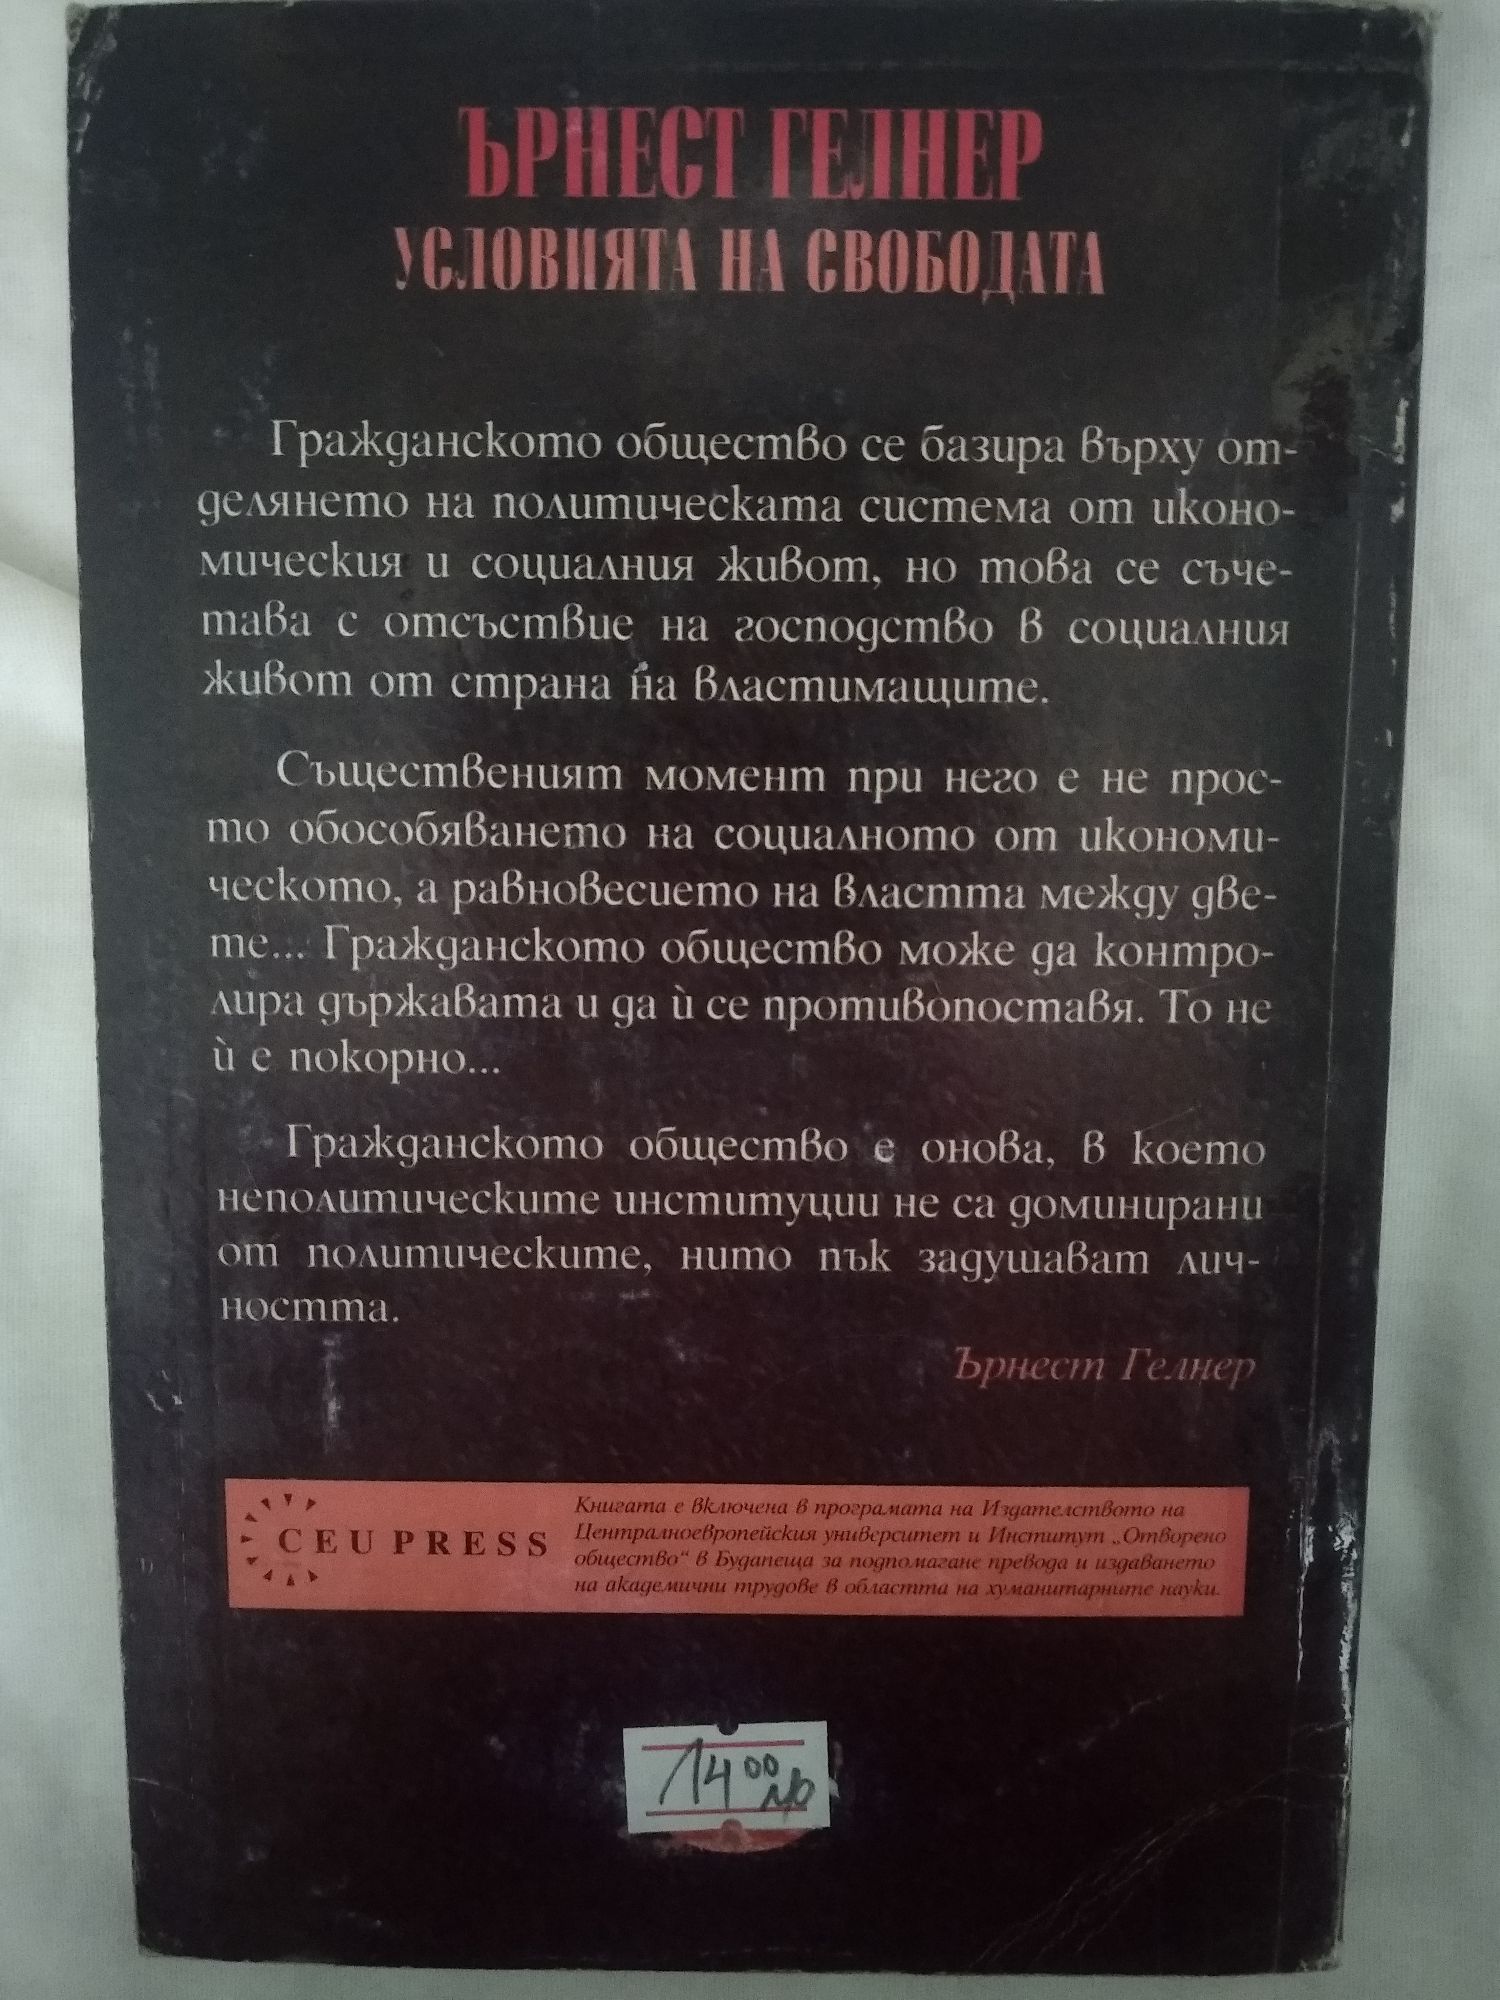 ЪРНЕСТ ГЕЛНЕР
УСЛОВИЯТА НА СВОБОДАТА
Гражданското общество се базира върху от-
делянето на политическата система от иконо-
мическия и социалния живот, но това се съче-
тава с отсъствие на господство в социалния
живот от страна на властимащите.
Същественият момент при него е не прос-
то обособяването на социалното от икономи-
ческото, а равновесието на властта между две-
те... Гражданското общество може да контро-
лира държавата и да ѝ се противопоставя. То не
ѝ е покорно...
Гражданското общество е онова, в което
неполитическите институции не са доминирани
от политическите, нито пък задушават лич-
ността.
Ърнест Гелнер
CEU PRESS
Книгата е включена в програмата на Издателството на
Централноевропейския университет и Институт „Отворено
общество“ в Будапеща за подпомагане превода и издаването
на академични трудове в областта на хуманитарните науки.
14 00 лв